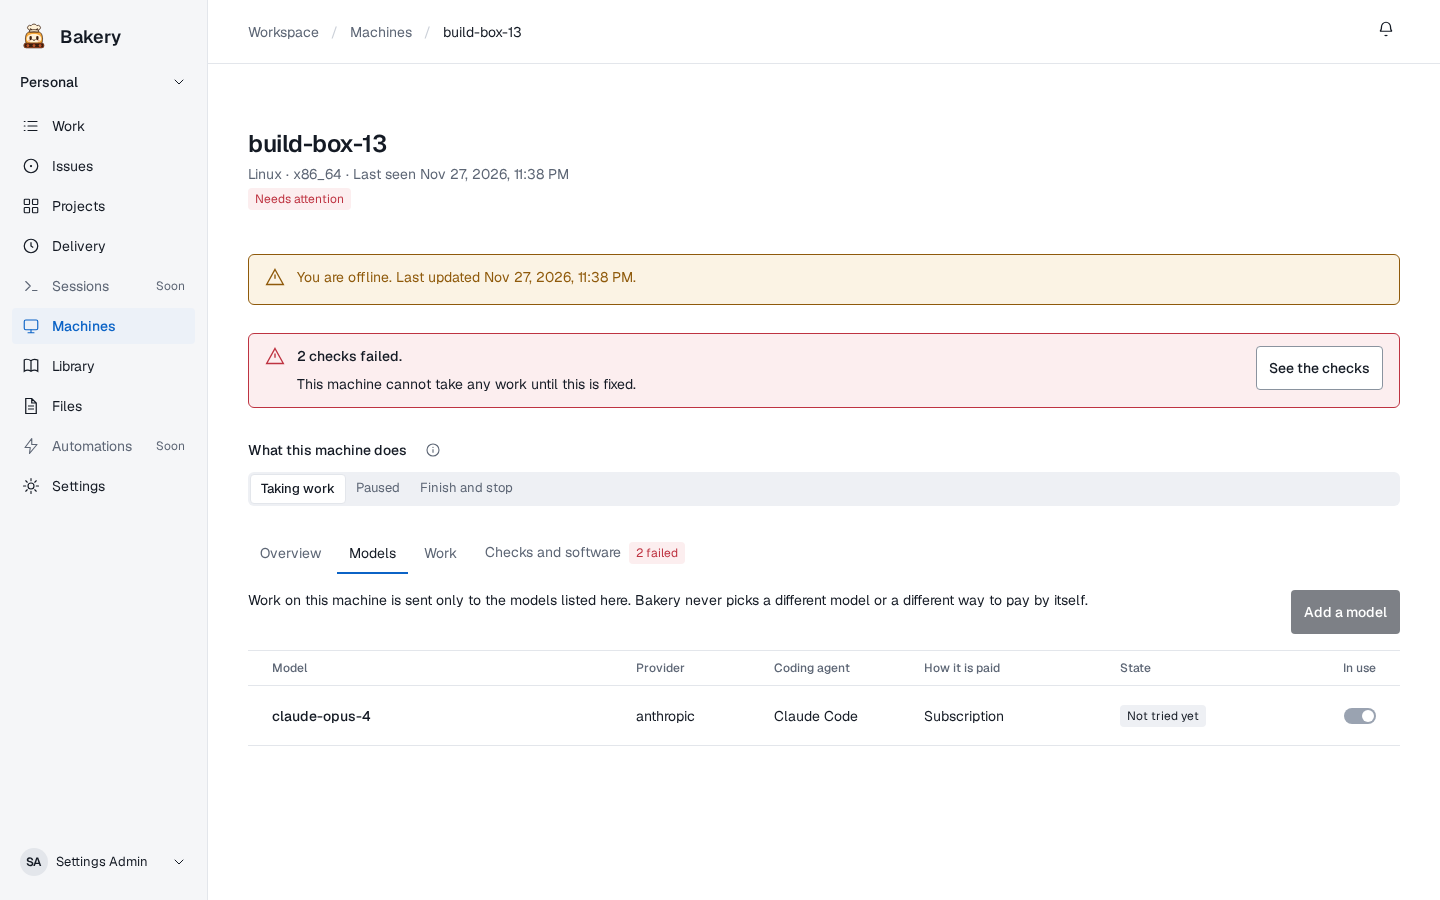 Bakery
Personal
Work
Issues
Projects
Delivery
Sessions Soon
Machines
Library
Files
Automations Soon
Settings
SA Settings Admin
Workspace / Machines / build-box-13
build-box-13
Linux · x86_64 · Last seen Nov 27, 2026, 11:38 PM
Needs attention
You are offline. Last updated Nov 27, 2026, 11:38 PM.
2 checks failed.
This machine cannot take any work until this is fixed.
See the checks
What this machine does
Taking work Paused Finish and stop
Overview Models Work Checks and software 2 failed
Work on this machine is sent only to the models listed here. Bakery never picks a different model or a different way to pay by itself.
Add a model
Model Provider Coding agent How it is paid State In use
claude-opus-4 anthropic Claude Code Subscription Not tried yet